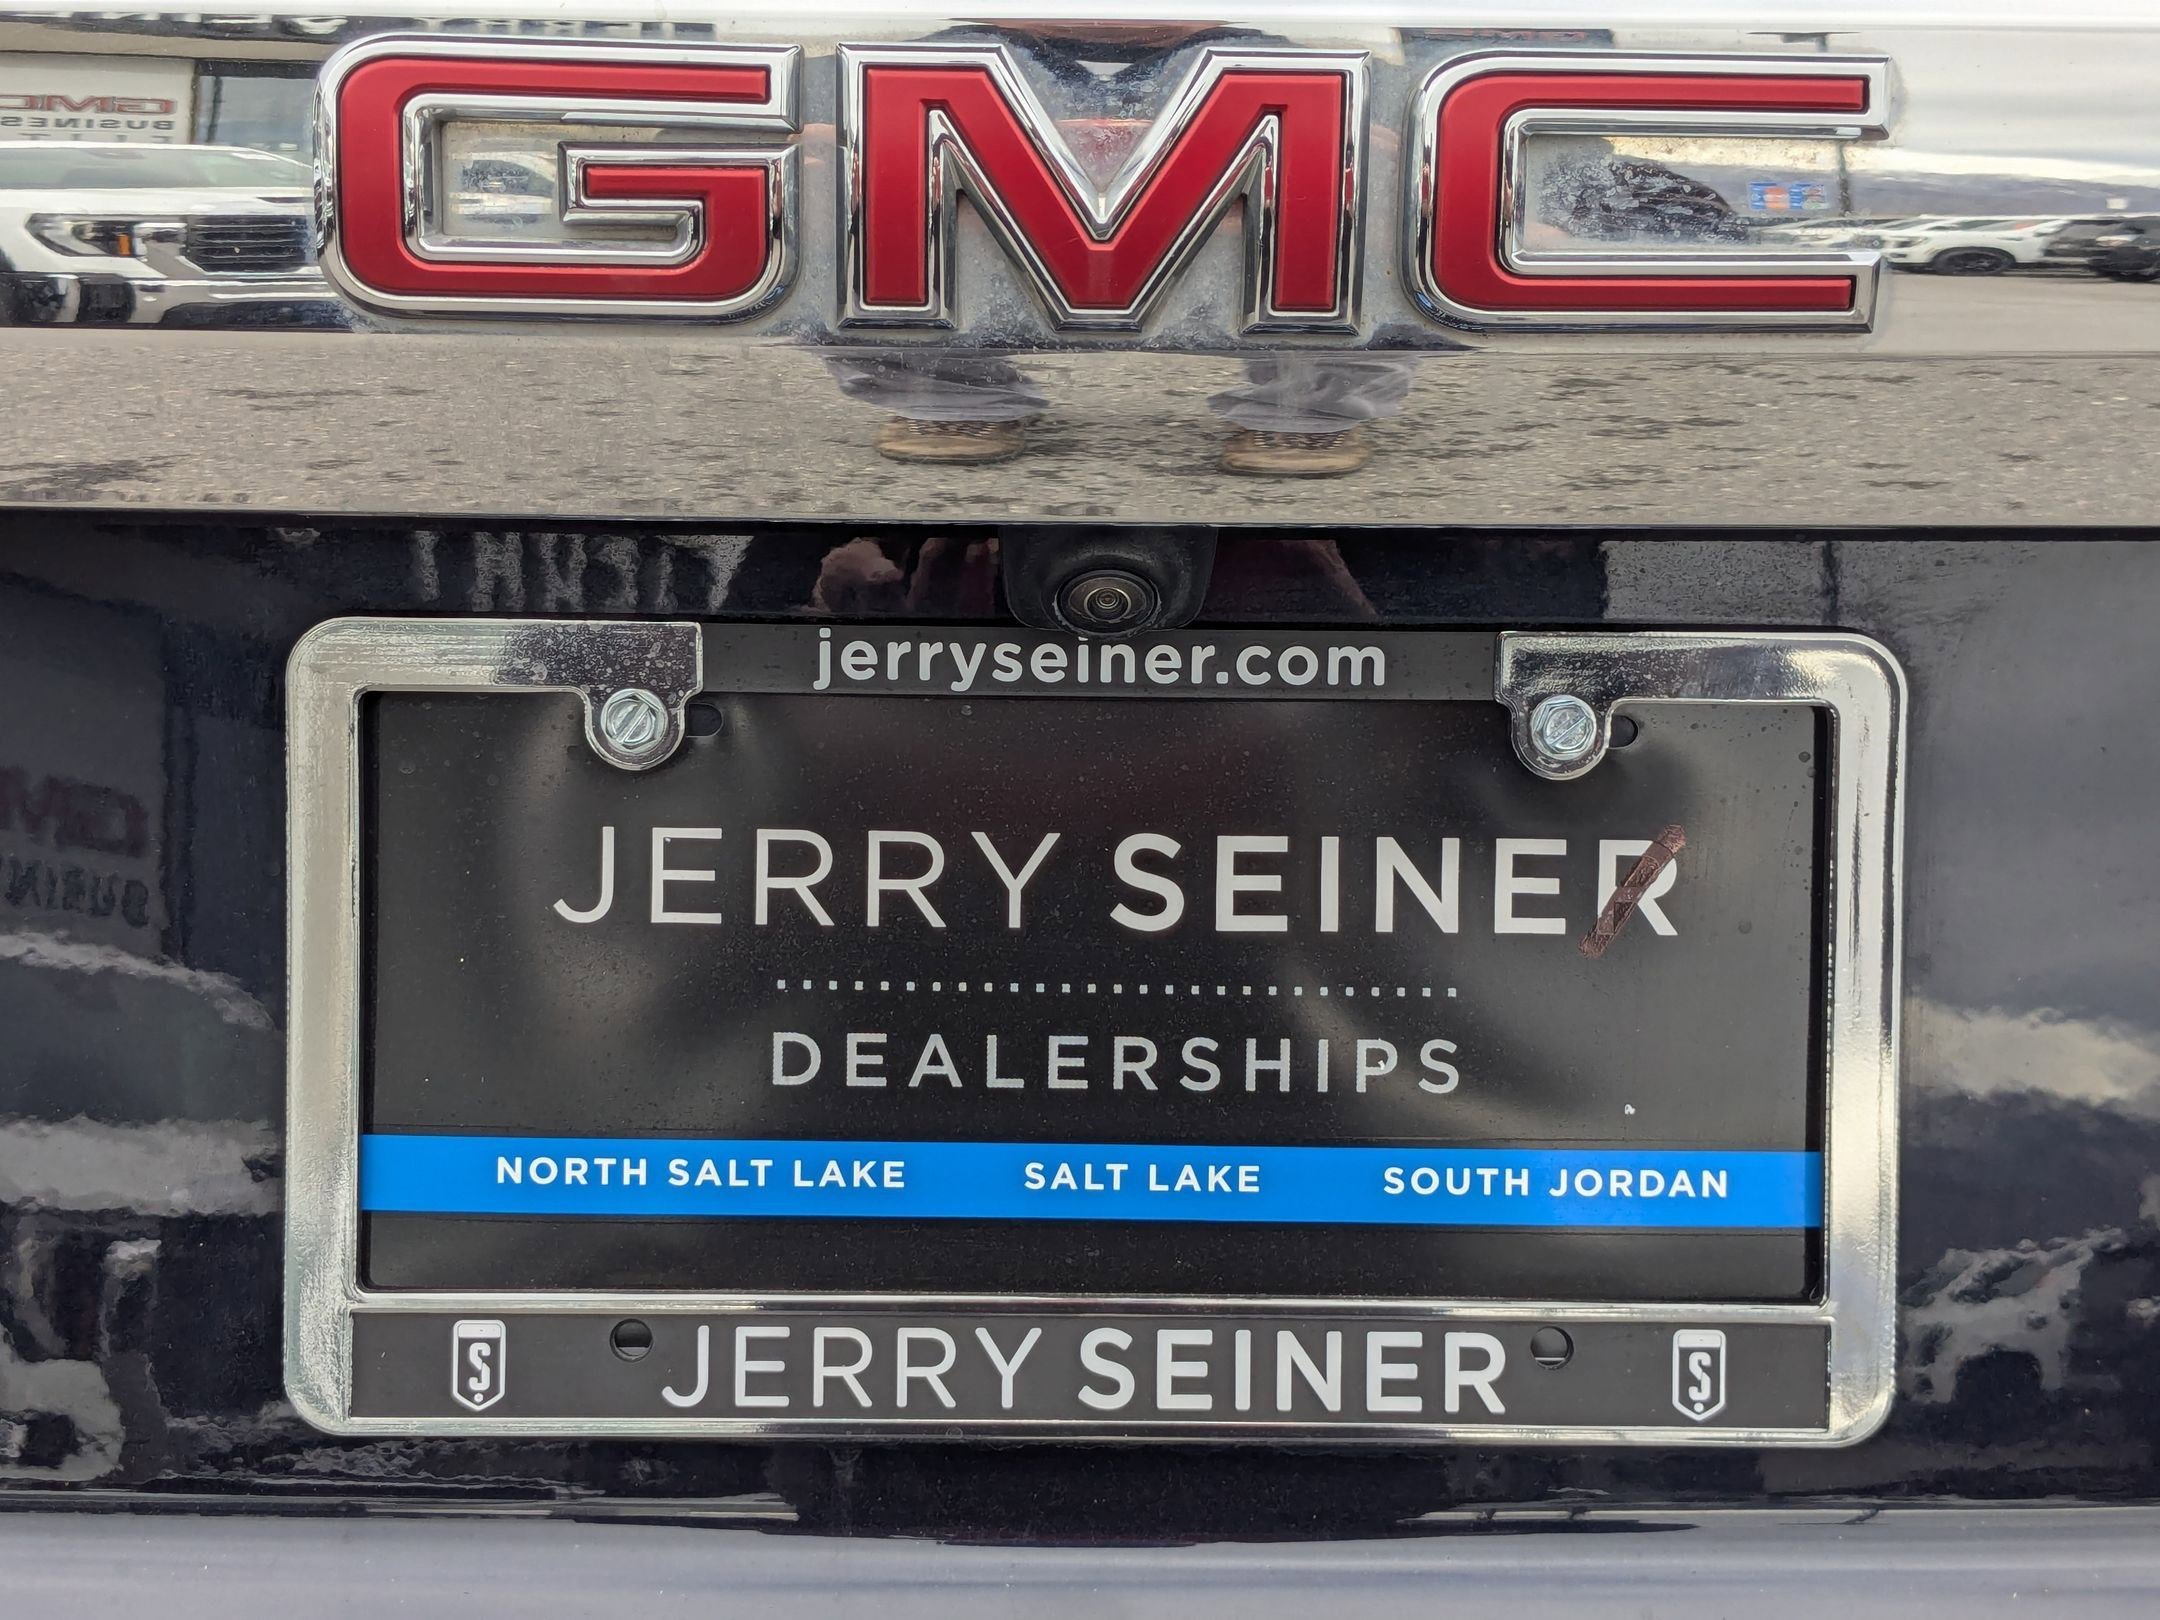 GMC
jerryseiner.com
JERRY SEINER
DEALERSHIPS
NORTH SALT LAKE SALT LAKE SOUTH JORDAN
JERRY SEINER